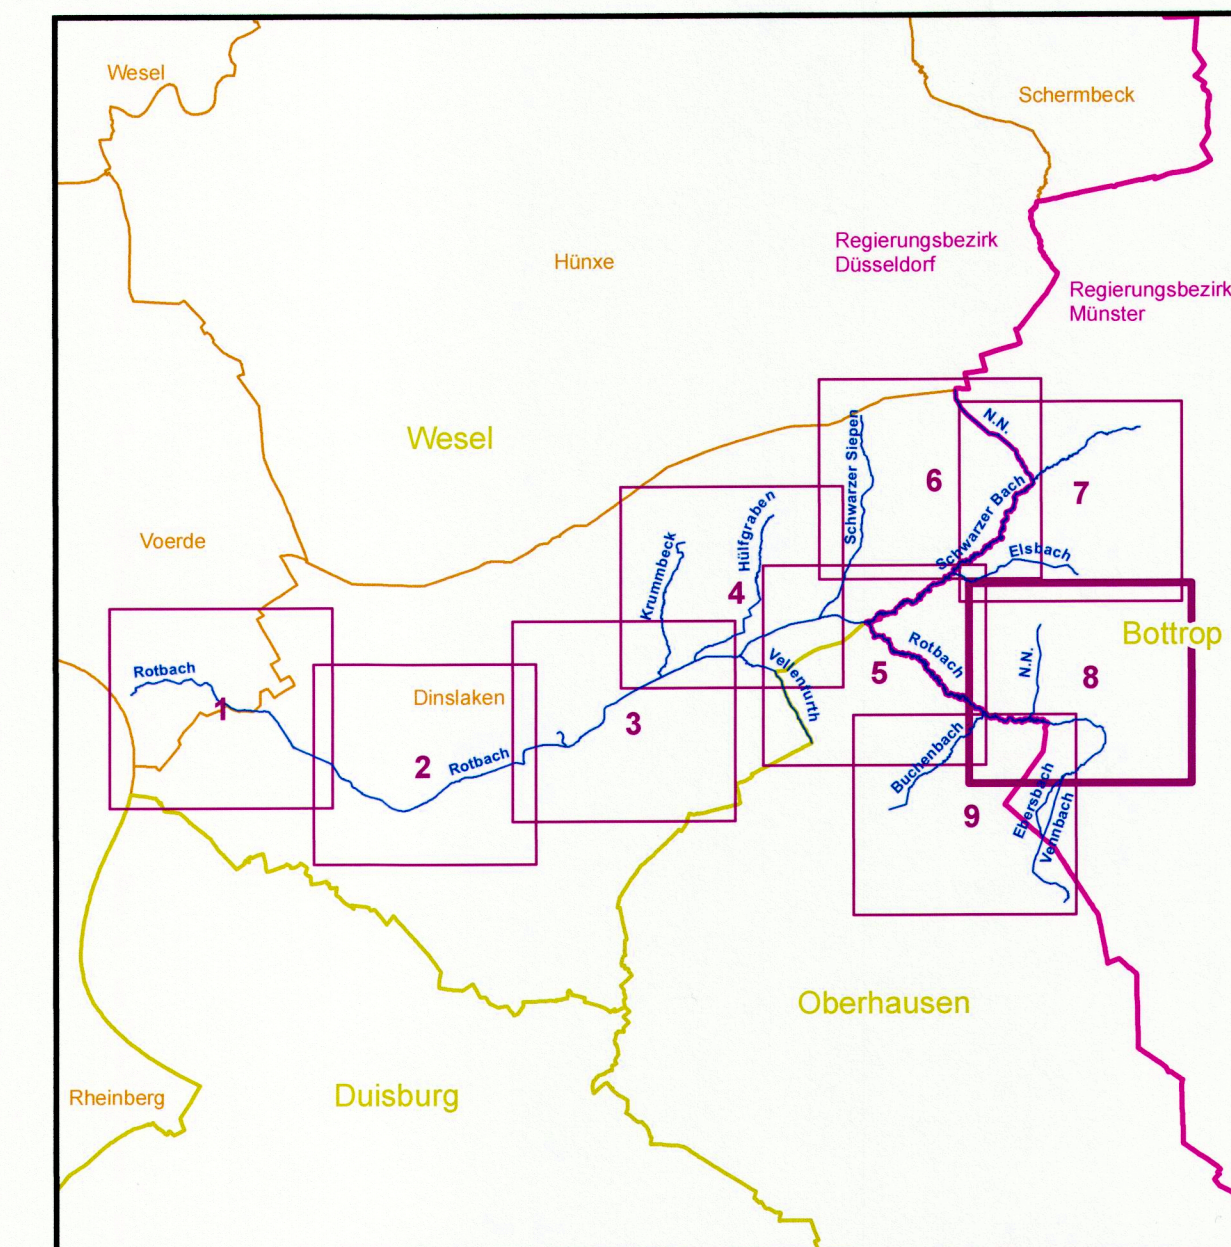 Wesel
Schermbeck
Regierungsbezirk
Düsseldorf
Hünxe
Regierungsbezirk
Münster
Wesel
N.N.
Schwarzer Siepen
6
7
Schwarzer Bach
Hülfgraben
Voerde
Krummbeck
Elsbach
4
Bottrop
Rotbach
Rotbach
Vellenfurth
N.N.
5
8
Dinslaken
1
3
2
Rotbach
Buchenbach
9
Ebersbach
Vennbach
Oberhausen
Rheinberg
Duisburg